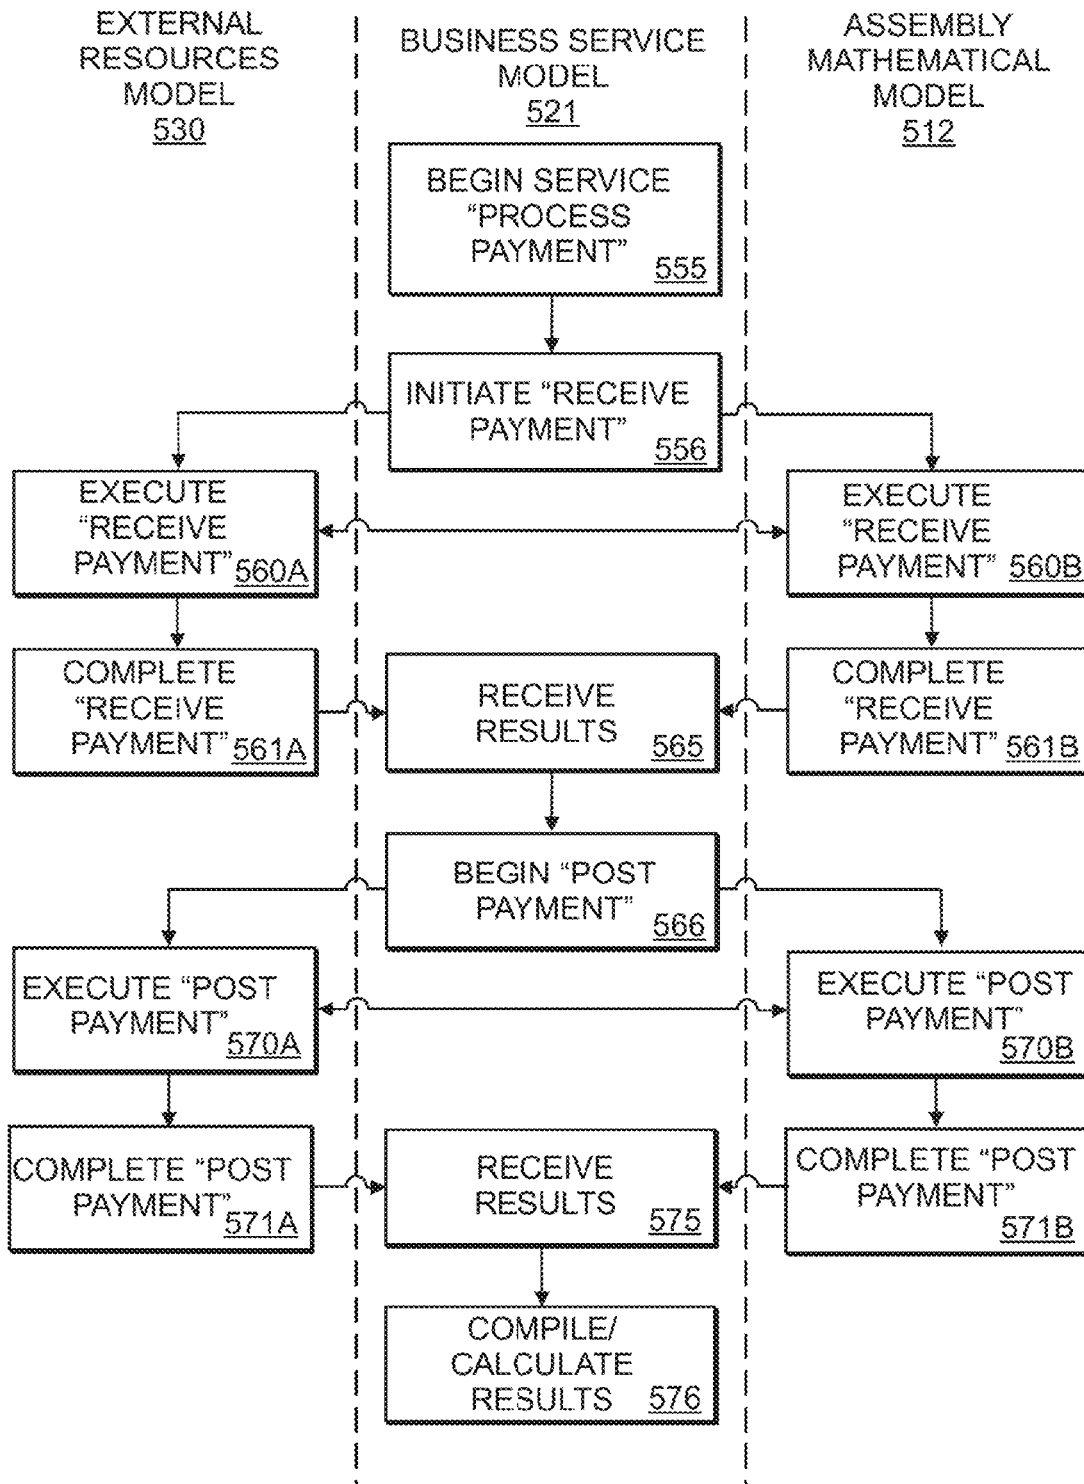 EXTERNAL
RESOURCES
MODEL
530
BUSINESS SERVICE
MODEL
521
ASSEMBLY
MATHEMATICAL
MODEL
512
BEGIN SERVICE
“PROCESS
PAYMENT”
555
INITIATE “RECEIVE
PAYMENT”
556
EXECUTE
“RECEIVE
PAYMENT”
560A
EXECUTE
“RECEIVE
PAYMENT”
560B
COMPLETE
“RECEIVE
PAYMENT”
561A
RECEIVE
RESULTS
565
COMPLETE
“RECEIVE
PAYMENT”
561B
BEGIN “POST
PAYMENT”
566
EXECUTE “POST
PAYMENT”
570A
EXECUTE “POST
PAYMENT”
570B
COMPLETE “POST
PAYMENT”
571A
RECEIVE
RESULTS
575
COMPLETE “POST
PAYMENT”
571B
COMPILE/
CALCULATE
RESULTS
576